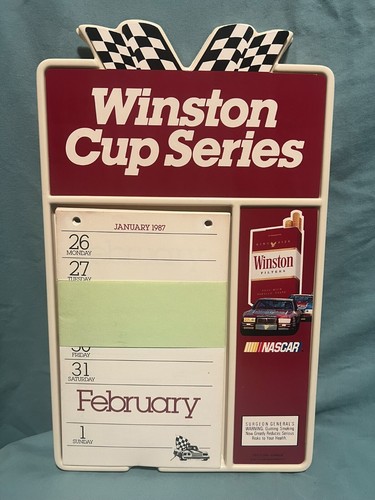 Winston
Cup Series
JANUARY 1987
26
MONDAY
27
TUESDAY
30
FRIDAY
31
SATURDAY
February
1
SUNDAY
Winston
FILTERS
NASCAR
SURGEON GENERAL'S
WARNING: Quitting Smoking
Now Greatly Reduces Serious
Risks to Your Health.